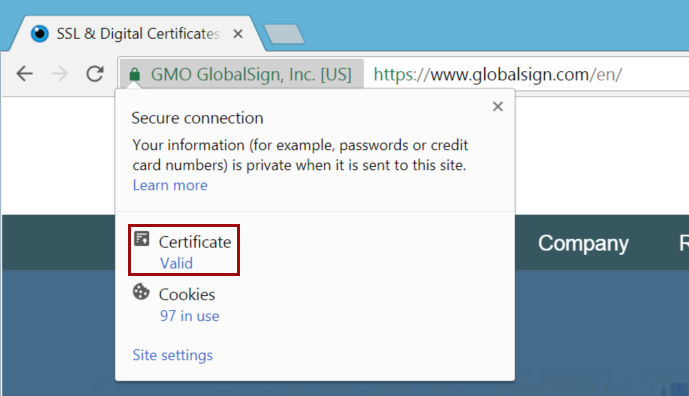 SSL & Digital Certificates
GMO GlobalSign, Inc. [US] https://www.globalsign.com/en/
Secure connection
Your information (for example, passwords or credit
card numbers) is private when it is sent to this site.
Learn more
Certificate
Valid
Company R
Cookies
97 in use
Site settings